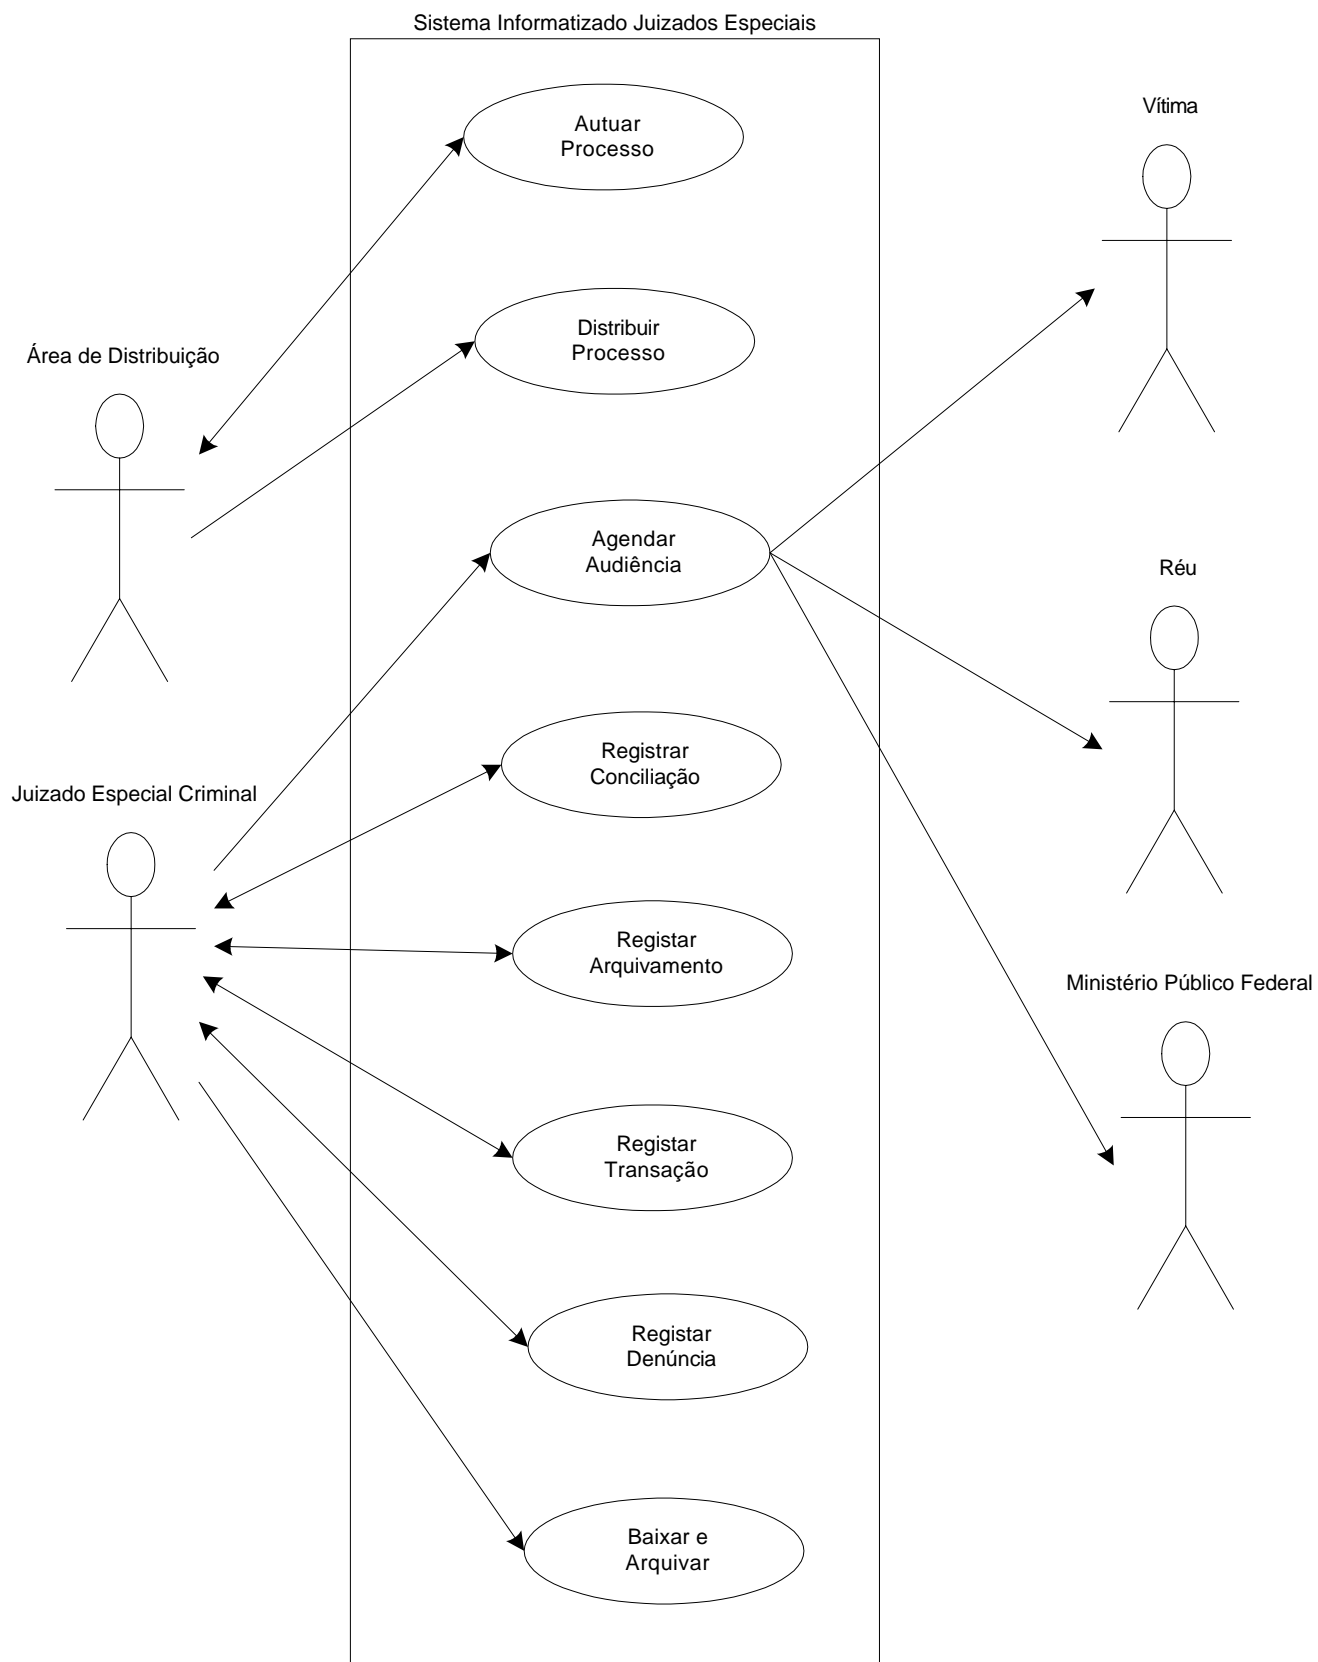 Sistema Informatizado Juizados Especiais
Autuar
Processo
Vítima
Distribuir
Processo
Área de Distribuição
Agendar
Audiência
Réu
Registrar
Conciliação
Juizado Especial Criminal
Registar
Arquivamento
Ministério Público Federal
Registar
Transação
Registar
Denúncia
Baixar e
Arquivar